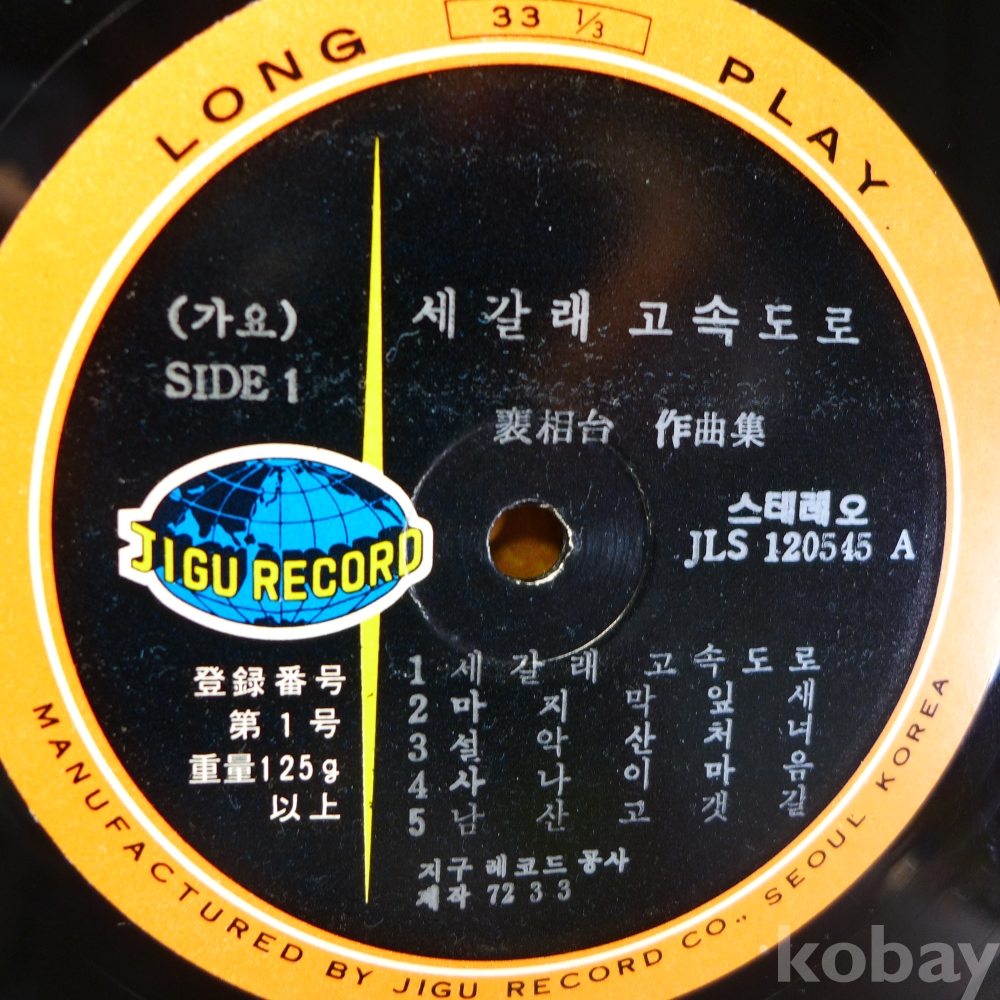 33 1/3
LONG PLAY
(가요)
SIDE 1
세 갈래 고속도로
裵相台 作曲集
스테레오
JLS 120545 A
JIGU RECORD
登録番号
第1号
重量125g
以上
1 세 갈 래 고 속 도 로
2 마 지 막 잎 새
3 설 악 산 처 녀
4 사 나 이 마 음
5 남 산 고 갯 길
지구 레코드 공사
제작 72 3 3
MANUFACTURED BY JIGU RECORD CO., SEOUL KOREA
kobay